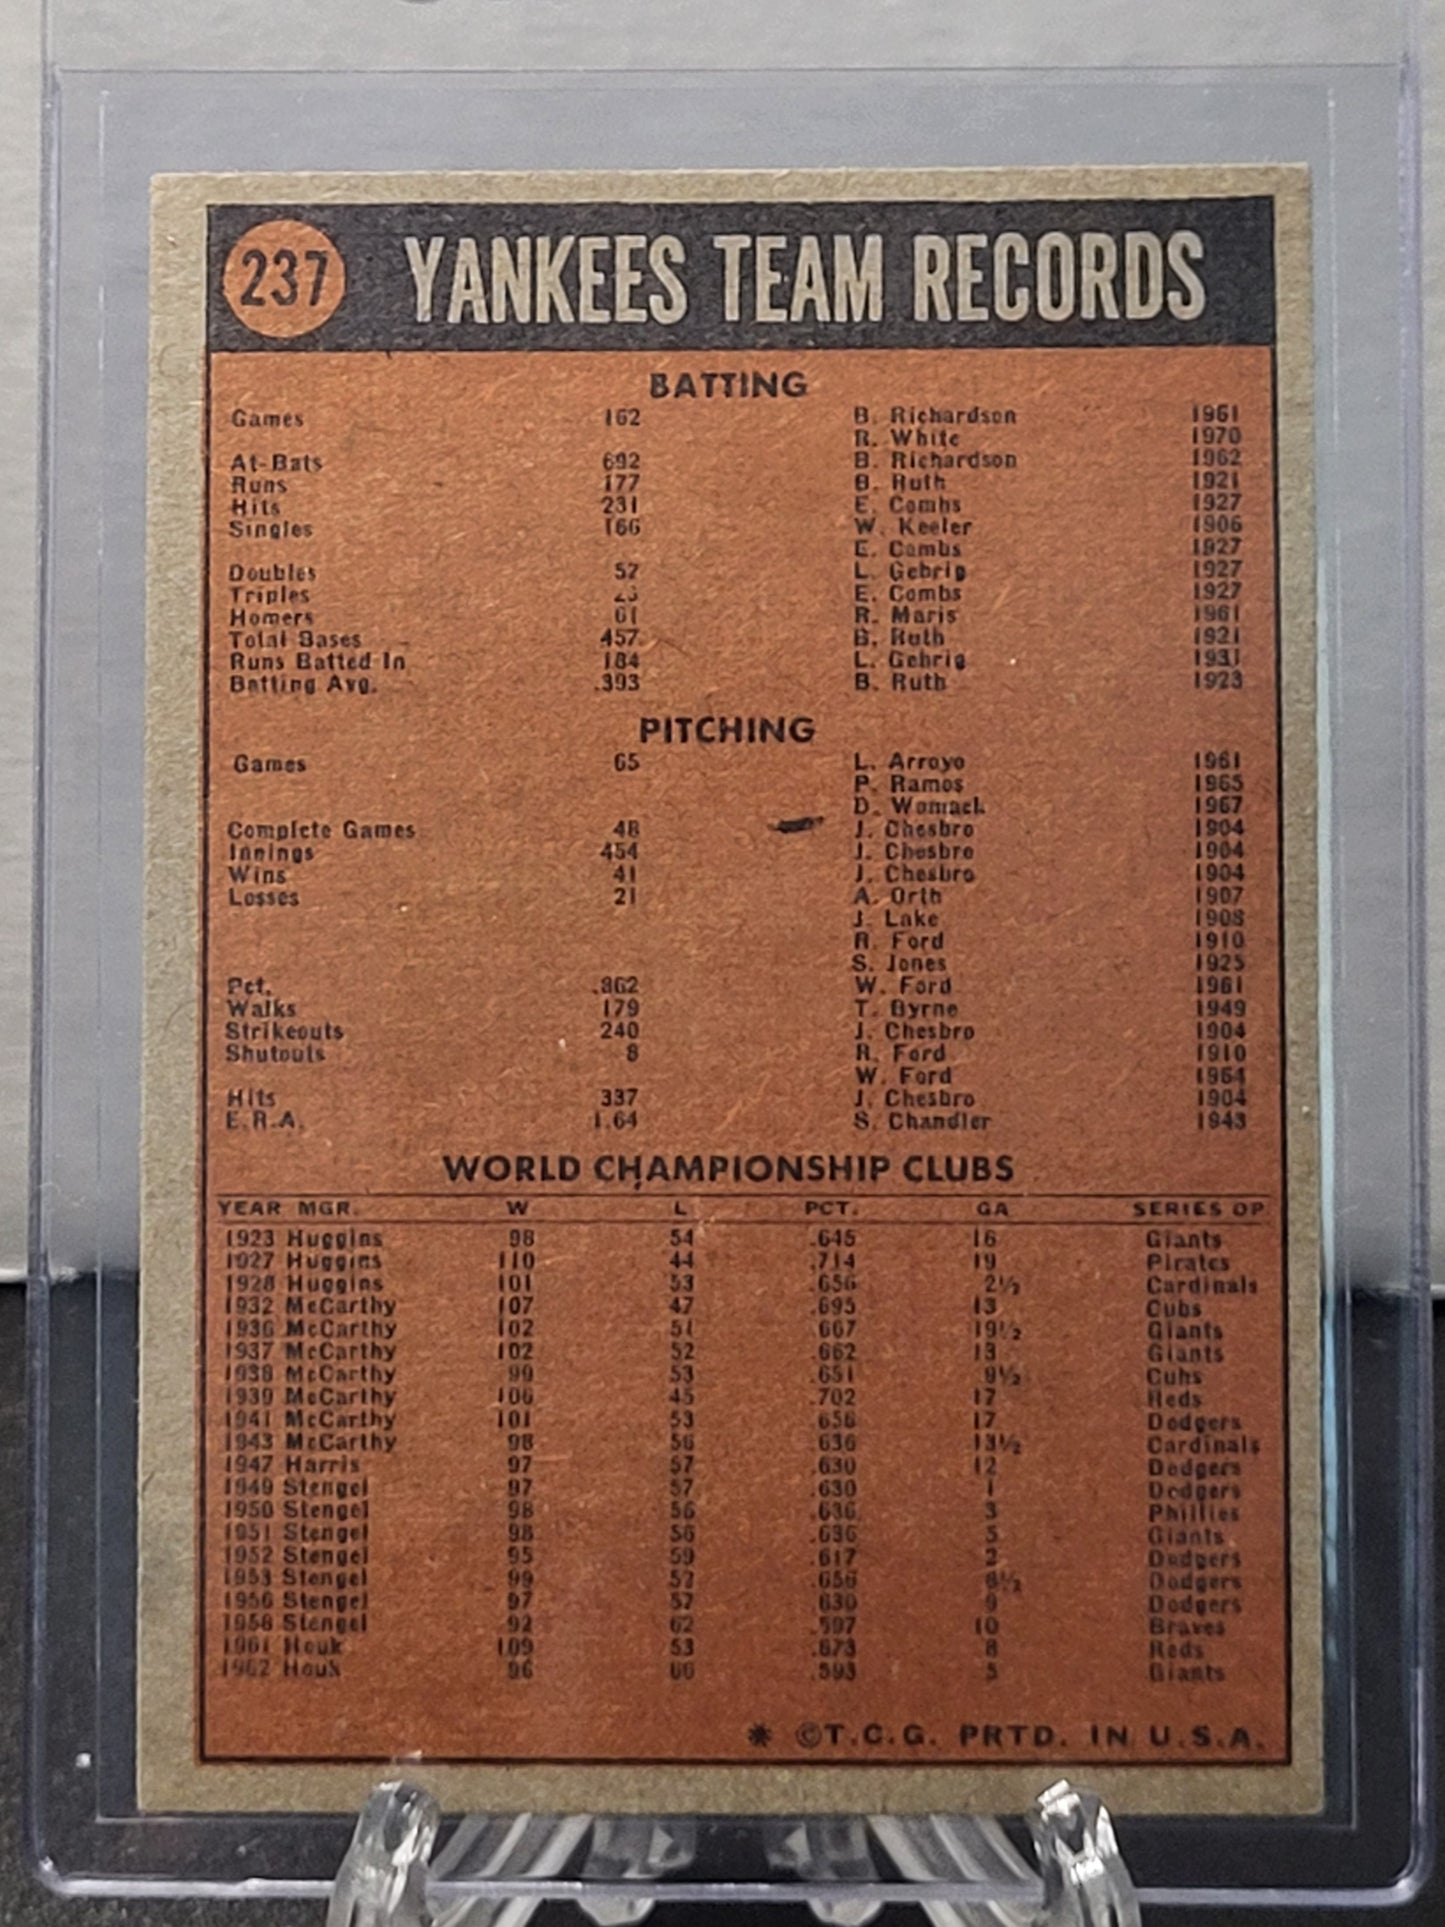 237 YANKEES TEAM RECORDS
BATTING
Games 162 B. Richardson 1961
R. White 1970
At-Bats 692 B. Richardson 1962
Runs 177 B. Ruth 1921
Hits 231 E. Combs 1927
Singles 166 W. Keeler 1906
E. Combs 1927
Doubles 52 L. Gehrig 1927
Triples 23 E. Combs 1927
Homers 61 R. Maris 1961
Total Bases 457 B. Ruth 1921
Runs Batted In 184 L. Gehrig 1931
Batting Avg. .393 B. Ruth 1923
PITCHING
Games 65 L. Arroyo 1961
P. Ramos 1965
D. Womack 1967
Complete Games 48 J. Chesbro 1904
Innings 454 J. Chesbro 1904
Wins 41 J. Chesbro 1904
Losses 21 A. Orth 1907
J. Lake 1908
R. Ford 1910
S. Jones 1925
Pct. .862 W. Ford 1961
Walks 179 T. Byrne 1949
Strikeouts 240 J. Chesbro 1904
Shutouts 8 R. Ford 1910
W. Ford 1964
Hits 337 J. Chesbro 1904
E.R.A. 1.64 S. Chandler 1943
WORLD CHAMPIONSHIP CLUBS
YEAR MGR. W L PCT. GA SERIES OP
1923 Huggins 98 54 .645 16 Giants
1927 Huggins 110 44 .714 19 Pirates
1928 Huggins 101 53 .656 2½ Cardinals
1932 McCarthy 107 47 .695 13 Cubs
1936 McCarthy 102 51 .667 19½ Giants
1937 McCarthy 102 52 .662 13 Giants
1938 McCarthy 99 53 .651 9½ Cubs
1939 McCarthy 106 45 .702 17 Reds
1941 McCarthy 101 53 .656 17 Dodgers
1943 McCarthy 98 56 .636 13½ Cardinals
1947 Harris 97 57 .630 12 Dodgers
1949 Stengel 97 57 .630 1 Dodgers
1950 Stengel 98 56 .636 3 Phillies
1951 Stengel 98 56 .636 5 Giants
1952 Stengel 95 59 .617 2 Dodgers
1953 Stengel 99 52 .656 8½ Dodgers
1956 Stengel 97 57 .630 9 Dodgers
1958 Stengel 92 62 .597 10 Braves
1961 Houk 109 53 .673 8 Reds
1962 Houk 96 66 .593 5 Giants
* ©T.C.G. PRTD. IN U.S.A.